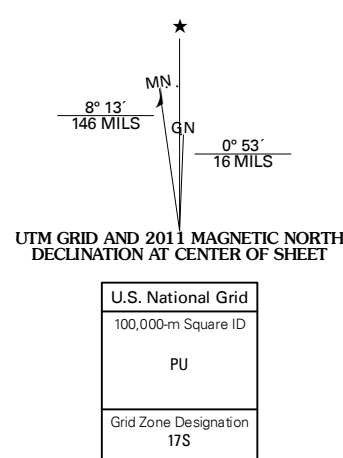 ★
MN
8° 13´
146 MILS
GN
0° 53´
16 MILS
UTM GRID AND 2011 MAGNETIC NORTH
DECLINATION AT CENTER OF SHEET
U.S. National Grid
100,000-m Square ID
PU
Grid Zone Designation
17S